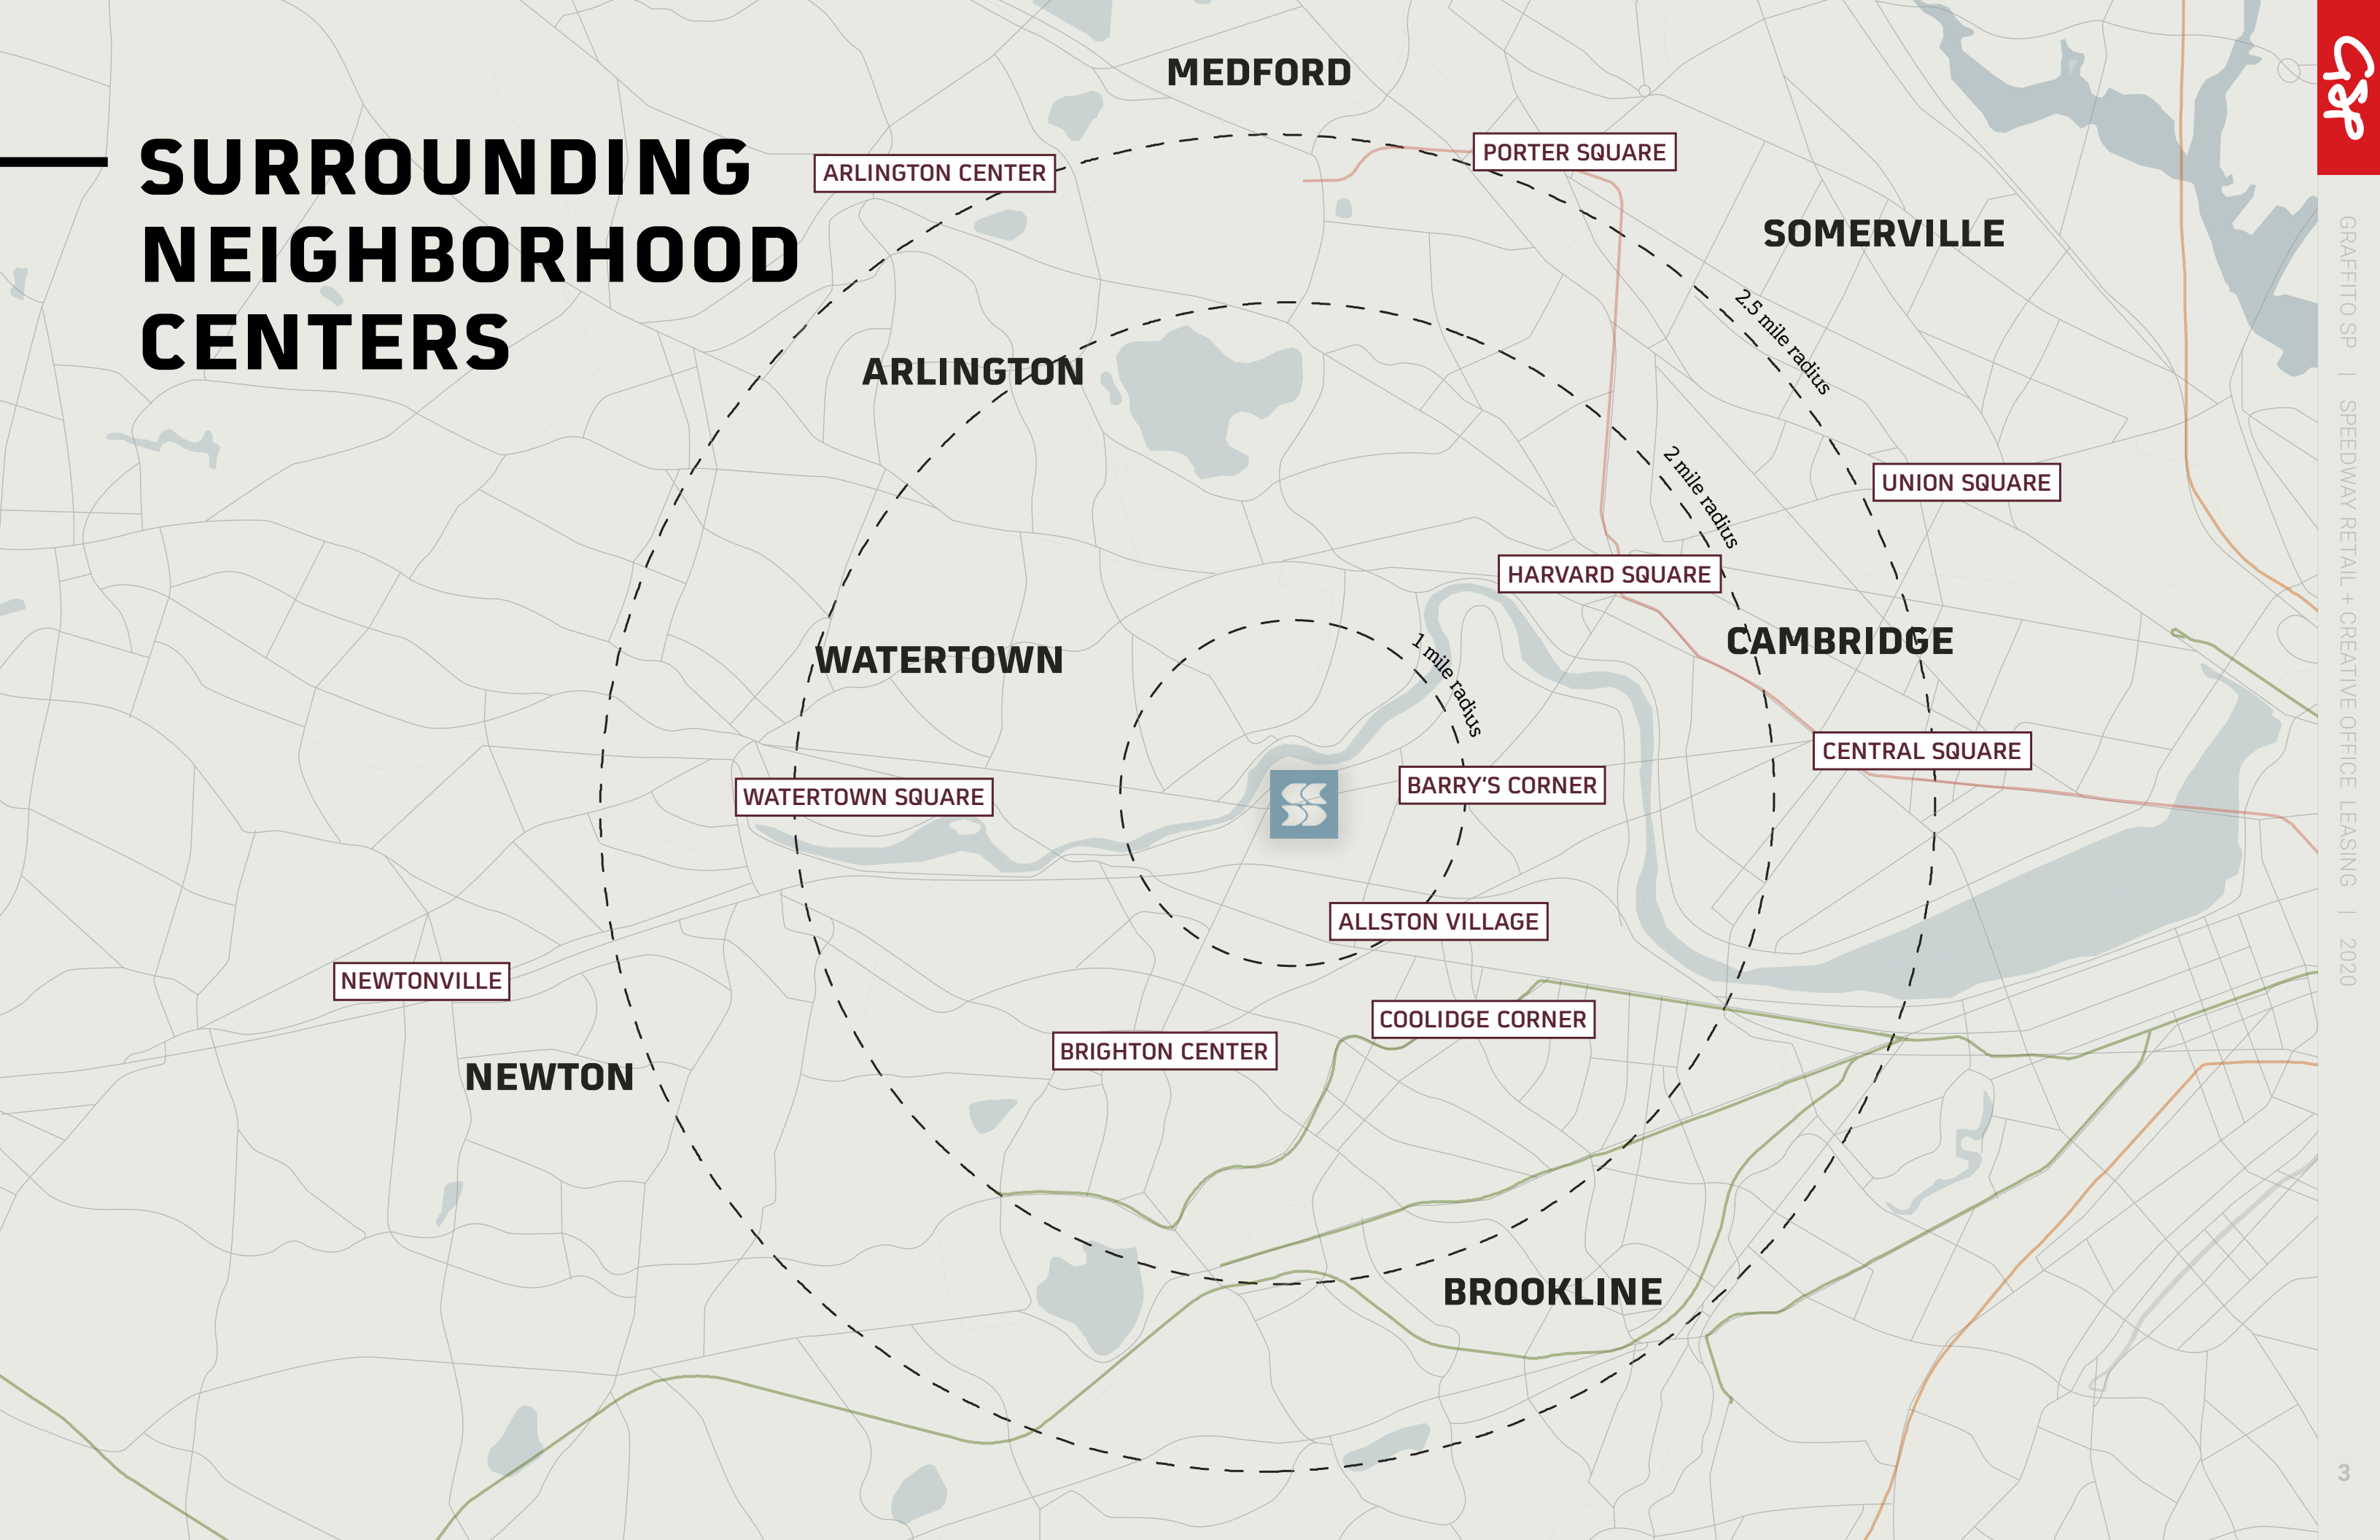 SURROUNDING
NEIGHBORHOOD
CENTERS
MEDFORD
ARLINGTON CENTER
PORTER SQUARE
SOMERVILLE
2.5 mile radius
ARLINGTON
2 mile radius
UNION SQUARE
HARVARD SQUARE
CAMBRIDGE
WATERTOWN
1 mile radius
CENTRAL SQUARE
BARRY’S CORNER
WATERTOWN SQUARE
ALLSTON VILLAGE
NEWTONVILLE
COOLIDGE CORNER
BRIGHTON CENTER
NEWTON
BROOKLINE
GSP
GRAFFITO SP | SPEEDWAY RETAIL + CREATIVE OFFICE LEASING | 2020
3